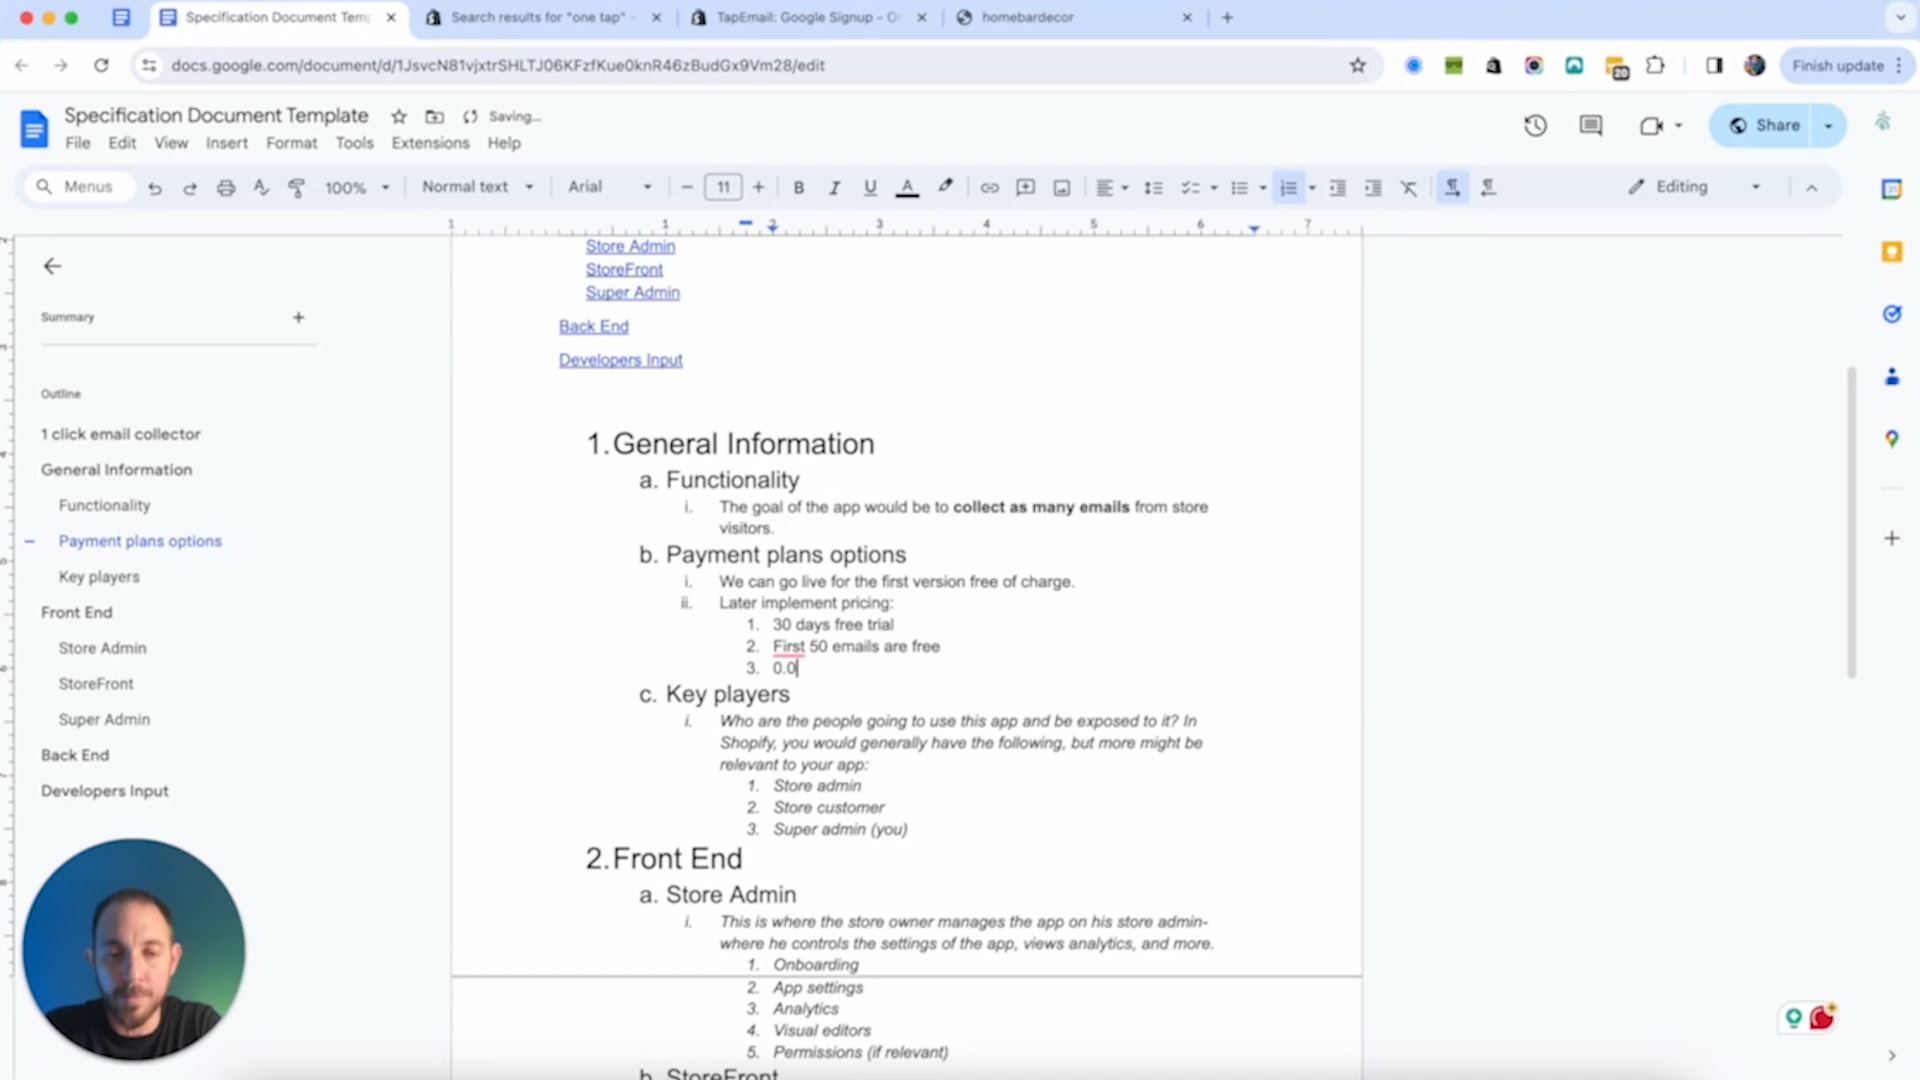 Specification Document Temp
Search results for "one tap" -
TapEmail: Google Signup - O
homebardecor
docs.google.com/document/d/1JsvcN81vjxtrSHLTJ06KFzfKue0knR46zBudGx9Vm28/edit
20
Finish update
Specification Document Template
Saving...
File Edit View Insert Format Tools Extensions Help
Share
Menus
100%
Normal text
Arial
11
Editing
1 1 2 3 4 5 6 7
Summary
Outline
1 click email collector
General Information
Functionality
Payment plans options
Key players
Front End
Store Admin
StoreFront
Super Admin
Back End
Developers Input
Store Admin
StoreFront
Super Admin
Back End
Developers Input
1. General Information
a. Functionality
i. The goal of the app would be to collect as many emails from store
visitors.
b. Payment plans options
i. We can go live for the first version free of charge.
ii. Later implement pricing:
1. 30 days free trial
2. First 50 emails are free
3. 0.0
c. Key players
i. Who are the people going to use this app and be exposed to it? In
Shopify, you would generally have the following, but more might be
relevant to your app:
1. Store admin
2. Store customer
3. Super admin (you)
2. Front End
a. Store Admin
i. This is where the store owner manages the app on his store admin-
where he controls the settings of the app, views analytics, and more.
1. Onboarding
2. App settings
3. Analytics
4. Visual editors
5. Permissions (if relevant)
b. StoreFront